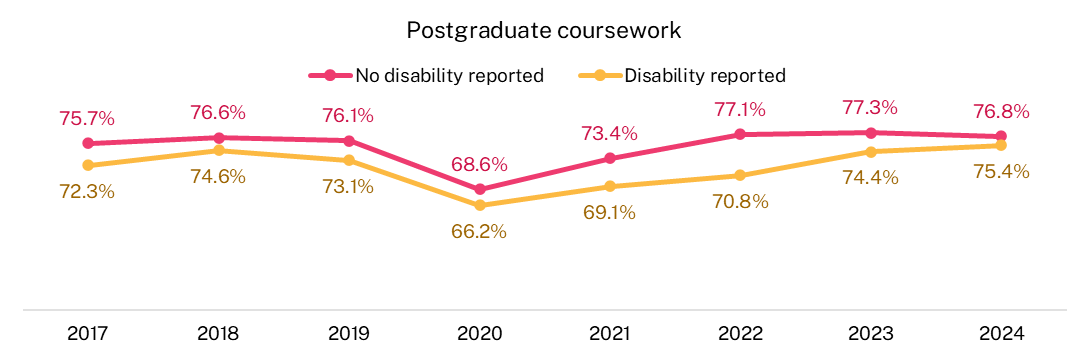 Postgraduate coursework
No disability reported Disability reported
75.7% 76.6% 76.1% 68.6% 73.4% 77.1% 77.3% 76.8%
72.3% 74.6% 73.1% 66.2% 69.1% 70.8% 74.4% 75.4%
2017 2018 2019 2020 2021 2022 2023 2024